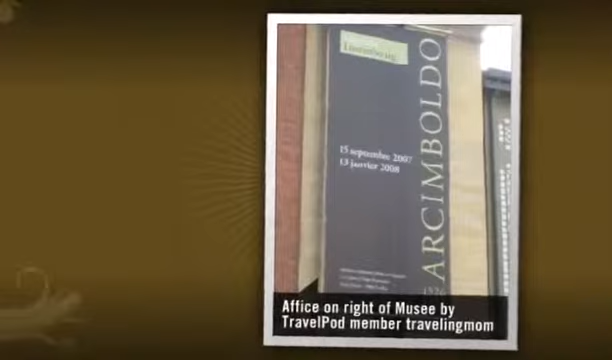 Luxembourg
15 septembre 2007
13 janvier 2008
ARCIMBOLDO
1526
Affice on right of Musee by
TravelPod member travelingmom